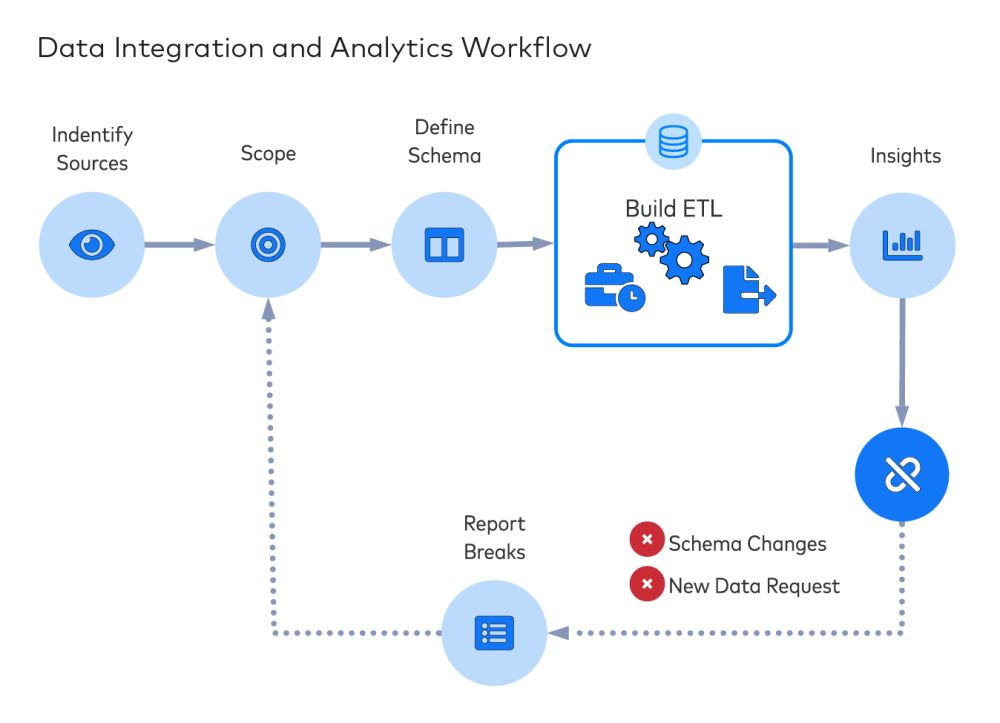 Data Integration and Analytics Workflow
Indentify
Sources
Scope
Define
Schema
Build ETL
Insights
Report
Breaks
Schema Changes
New Data Request